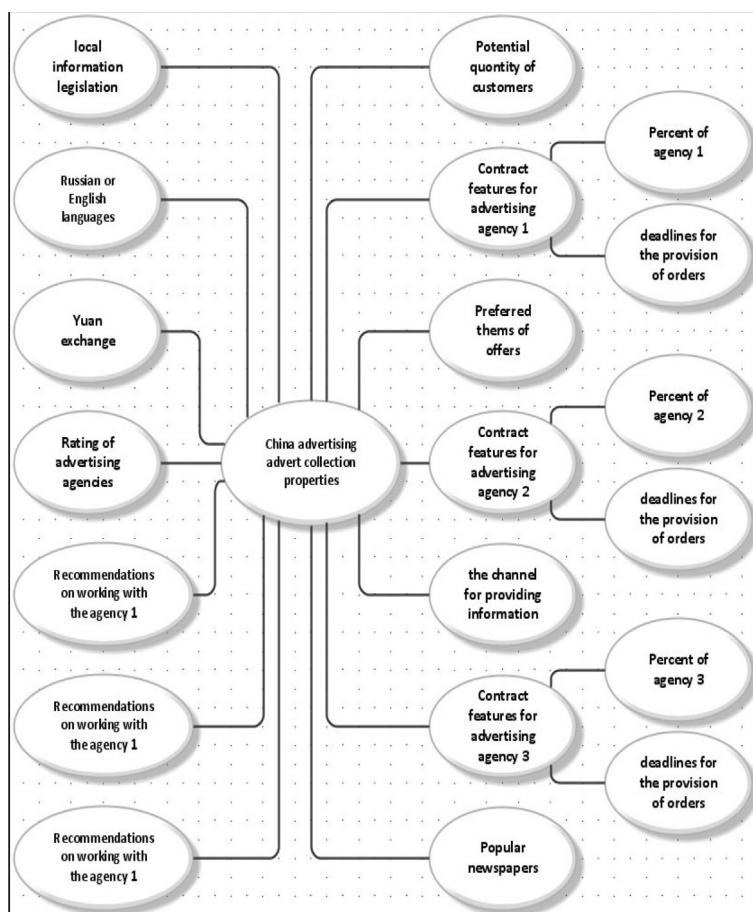 local
information
legislation
Russian or
English
languages
Yuan
exchange
Rating of
advertising
agencies
Recommendations
on working with
the agency 1
Recommendations
on working with
the agency 1
Recommendations
on working with
the agency 1
China advertising
advert collection
properties
Potential
quontity of
customers
Contract
features for
advertising
agency 1
Percent of
agency 1
deadlines for
the provision
of orders
Preferred
thems of
offers
Contract
features for
advertising
agency 2
Percent of
agency 2
deadlines for
the provision
of orders
the channel
for providing
information
Contract
features for
advertising
agency 3
Percent of
agency 3
deadlines for
the provision
of orders
Popular
newspapers